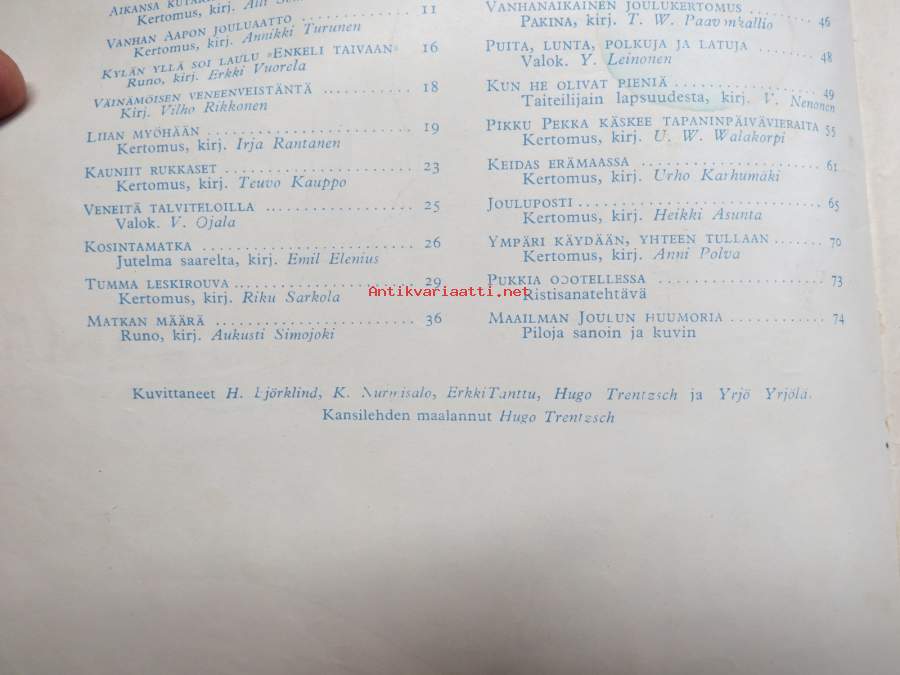 AIKANSA
Kertomus, kirj.
VANHAN AAPON JOULUAATTO .......... 11
Kertomus, kirj. Annikki Turunen
KYLÄN YLLÄ SOI LAULU »ENKELI TAIVAAN» 16
Runo, kirj. Erkki Vuorela
VÄINÄMÖISEN VENEENVEISTÄNTÄ .......... 18
Kirj. Vilho Rikkonen
LIIAN MYÖHÄÄN .......... 19
Kertomus, kirj. Irja Rantanen
KAUNIIT RUKKASET .......... 23
Kertomus, kirj. Teuvo Kauppo
VENEITÄ TALVITELOILLA .......... 25
Valok. V. Ojala
KOSINTAMATKA .......... 26
Jutelma saarelta, kirj. Emil Elenius
TUMMA LESKIROUVA .......... 29
Kertomus, kirj. Riku Sarkola
MATKAN MÄÄRÄ .......... 36
Runo, kirj. Aukusti Simojoki
VANHANAIKAINEN JOULUKERTOMUS .......... 46
PAKINA, kirj. T. W. Paavonkallio
PUITA, LUNTA, POLKUJA JA LATUJA .......... 48
Valok. Y. Leinonen
KUN HE OLIVAT PIENIÄ .......... 49
Taiteilijain lapsuudesta, kirj. V. Nenonen
PIKKU PEKKA KÄSKEE TAPANINPÄIVÄVIERAITA 55
Kertomus, kirj. U. W. Walakorpi
KEIDAS ERÄMAASSA .......... 61
Kertomus, kirj. Urho Karhumäki
JOULUPOSTI .......... 65
Kertomus, kirj. Heikki Asunta
YMPÄRI KÄYDÄÄN, YHTEEN TULLAAN ....... 70
Kertomus, kirj. Anni Polva
PUKKIA ODOTELLESSA .......... 73
Ristisanatehtävä
MAAILMAN JOULUN HUUMORIA .......... 74
Piloja sanoin ja kuvin
Antikvariaatti.net
Kuvittaneet H. Björklind, K. Nurmisalo, Erkki Tanttu, Hugo Trentzsch ja Yrjö Yrjölä.
Kansilehden maalannut Hugo Trentzsch